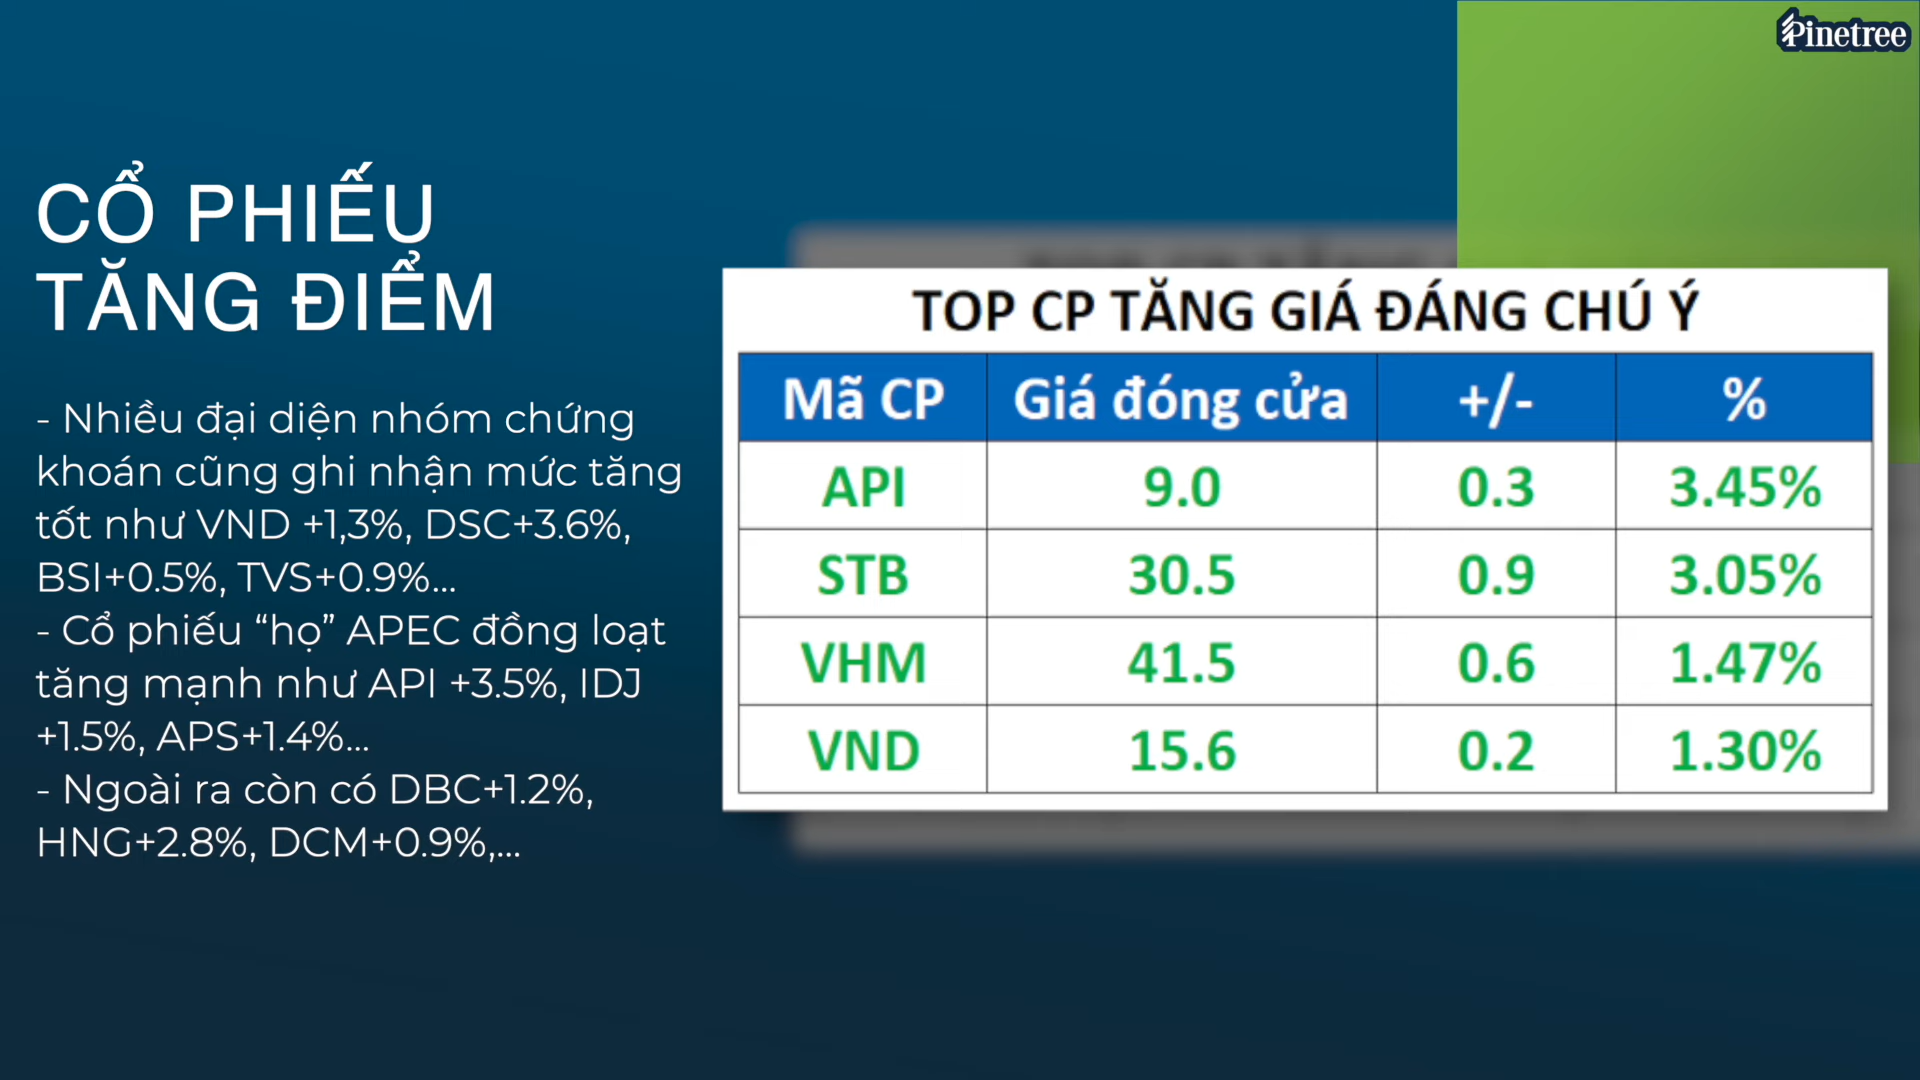 Pinetree
CỔ PHIẾU
TĂNG ĐIỂM
- Nhiều đại diện nhóm chứng
khoán cũng ghi nhận mức tăng
tốt như VND +1,3%, DSC+3.6%,
BSI+0.5%, TVS+0.9%...
- Cổ phiếu “họ” APEC đồng loạt
tăng mạnh như API +3.5%, IDJ
+1.5%, APS+1.4%...
- Ngoài ra còn có DBC+1.2%,
HNG+2.8%, DCM+0.9%,...
TOP CP TĂNG GIÁ ĐÁNG CHÚ Ý
Mã CP Giá đóng cửa +/- %
API 9.0 0.3 3.45%
STB 30.5 0.9 3.05%
VHM 41.5 0.6 1.47%
VND 15.6 0.2 1.30%